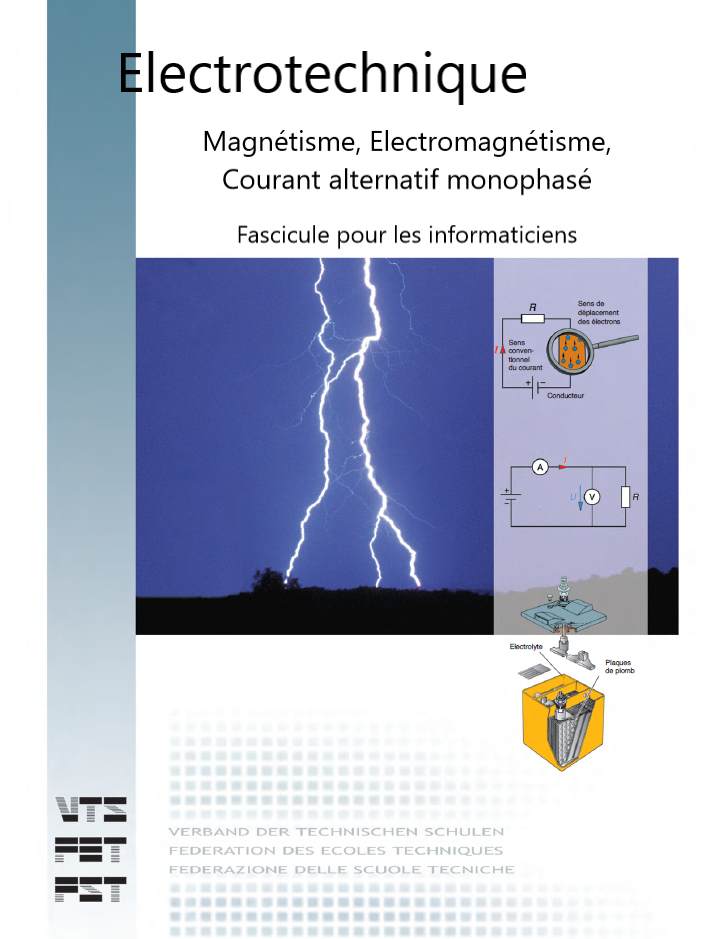 Electrotechnique
Magnétisme, Electromagnétisme,
Courant alternatif monophasé
Fascicule pour les informaticiens
R
Sens de
déplacement
des électrons
I
Sens
conven-
tionnel
du courant
+ −
Conducteur
A
I
+
−
U
V
R
Electrolyte
Plaques
de plomb
VTS
FET
FST
VERBAND DER TECHNISCHEN SCHULEN
FEDERATION DES ECOLES TECHNIQUES
FEDERAZIONE DELLE SCUOLE TECNICHE